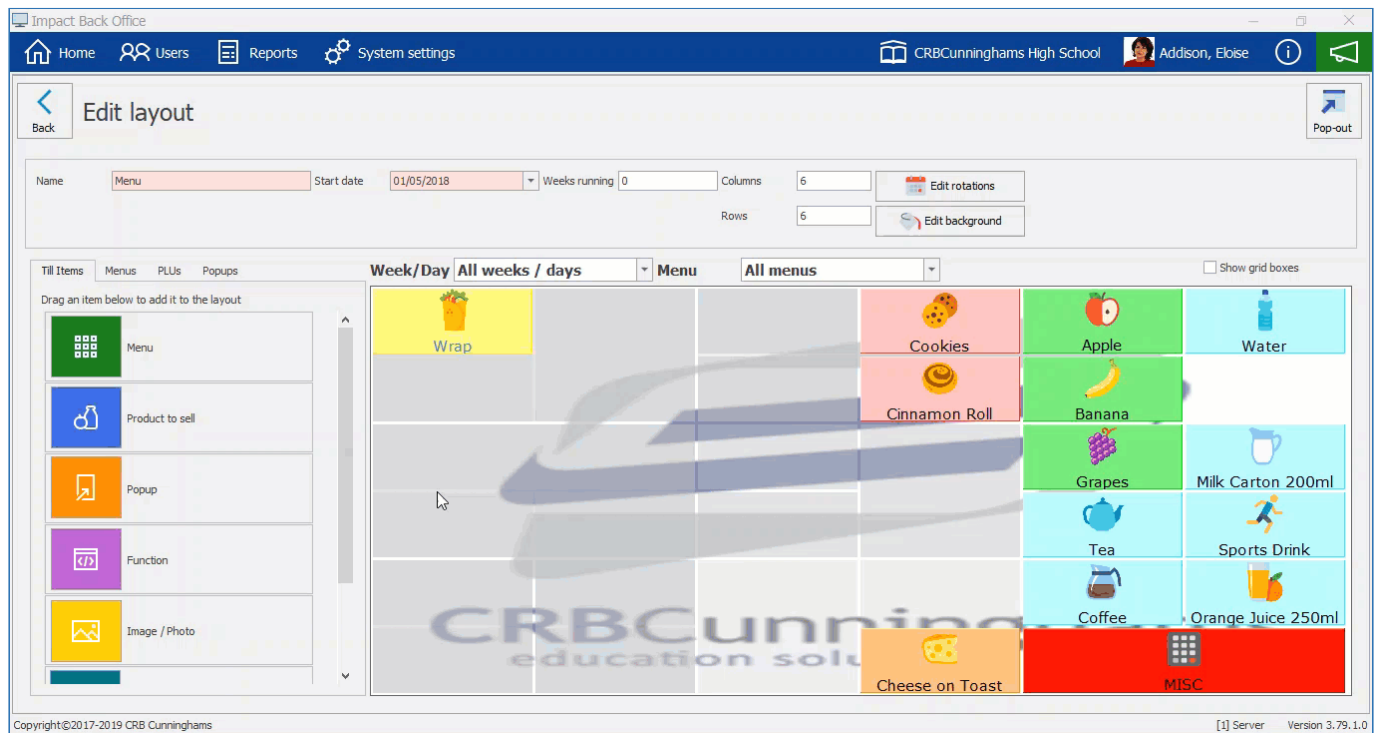 Impact Back Office
Home Users Reports System settings CRBCunninghams High School Addison, Eloise
Back Edit layout Pop-out
Name Menu Start date 01/05/2018 Weeks running 0 Columns 6 Edit rotations
Rows 6 Edit background
Till Items Menus PLUs Popups Week/Day All weeks / days Menu All menus Show grid boxes
Drag an item below to add it to the layout
Menu
Product to sell
Popup
Function
Image / Photo
Wrap Cookies Apple Water
Cinnamon Roll Banana
Grapes Milk Carton 200ml
Tea Sports Drink
Coffee Orange Juice 250ml
CRBCunningham
education solu
Cheese on Toast MISC
Copyright©2017-2019 CRB Cunninghams [1] Server Version 3.79.1.0